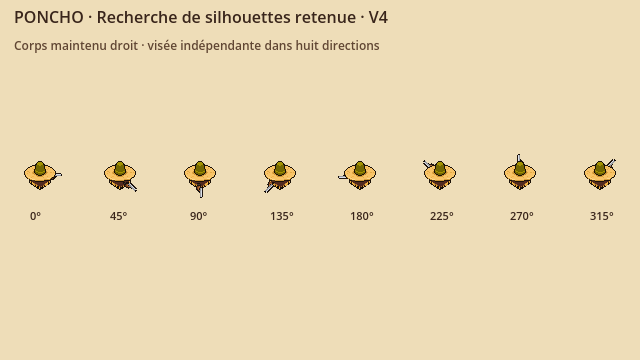 PONCHO · Recherche de silhouettes retenue · V4
Corps maintenu droit · visée indépendante dans huit directions
0° 45° 90° 135° 180° 225° 270° 315°